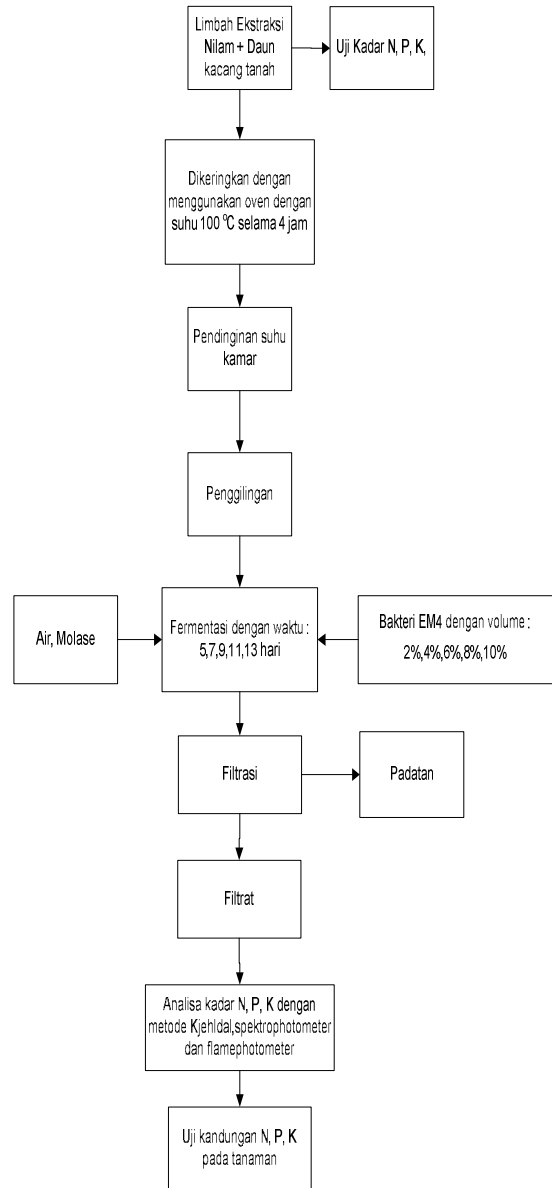 Limbah Ekstraksi
Nilam + Daun
kacang tanah
Uji Kadar N, P, K,
Dikeringkan dengan
menggunakan oven dengan
suhu 100 ⁰C selama 4 jam
Pendinginan suhu
kamar
Penggilingan
Air, Molase
Fermentasi dengan waktu :
5,7,9,11,13 hari
Bakteri EM4 dengan volume :
2%,4%,6%,8%,10%
Filtrasi
Padatan
Filtrat
Analisa kadar N, P, K dengan
metode Kjehldal,spektrophotometer
dan flamephotometer
Uji kandungan N, P, K
pada tanaman